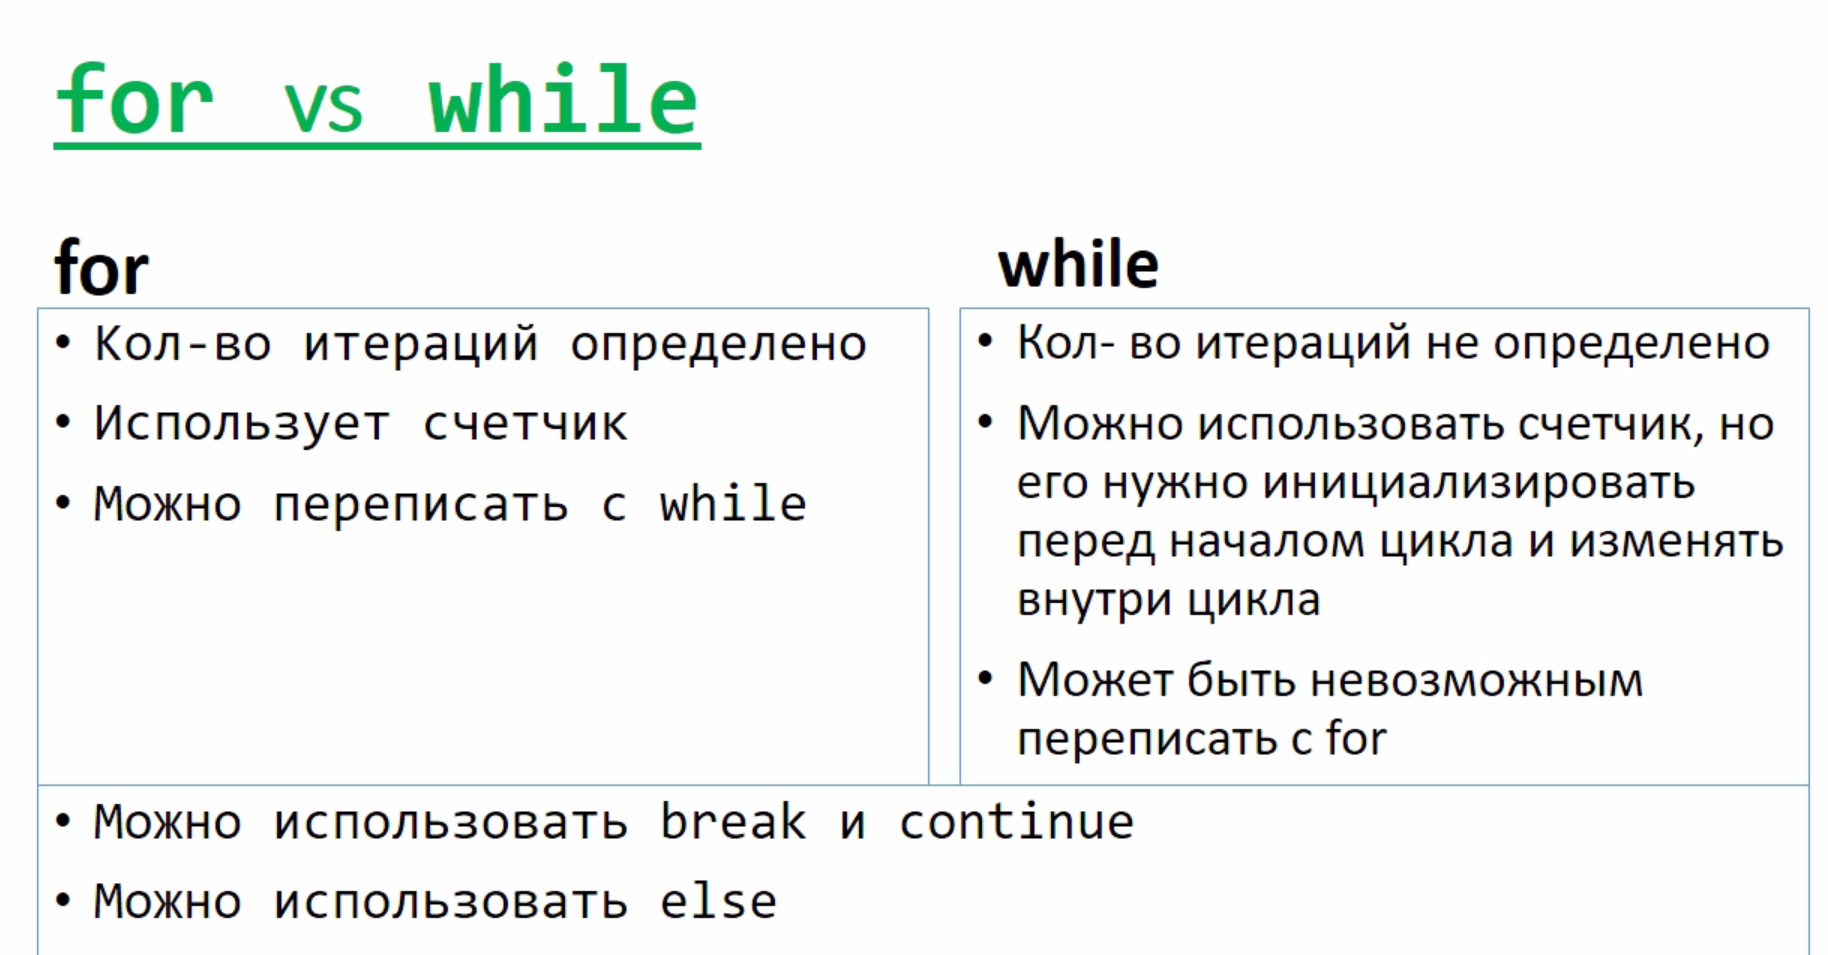 for vs while
for
• Кол-во итераций определено
• Использует счетчик
• Можно переписать с while
while
• Кол- во итераций не определено
• Можно использовать счетчик, но
его нужно инициализировать
перед началом цикла и изменять
внутри цикла
• Может быть невозможным
переписать с for
• Можно использовать break и continue
• Можно использовать else